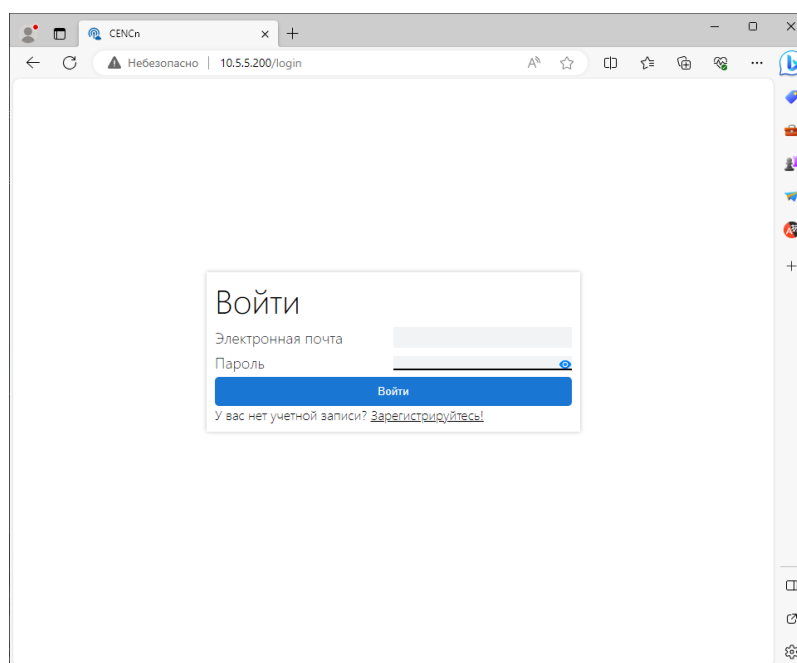 CENCn
Небезопасно 10.5.5.200/login
Войти
Электронная почта
Пароль
Войти
У вас нет учетной записи? Зарегистрируйтесь!